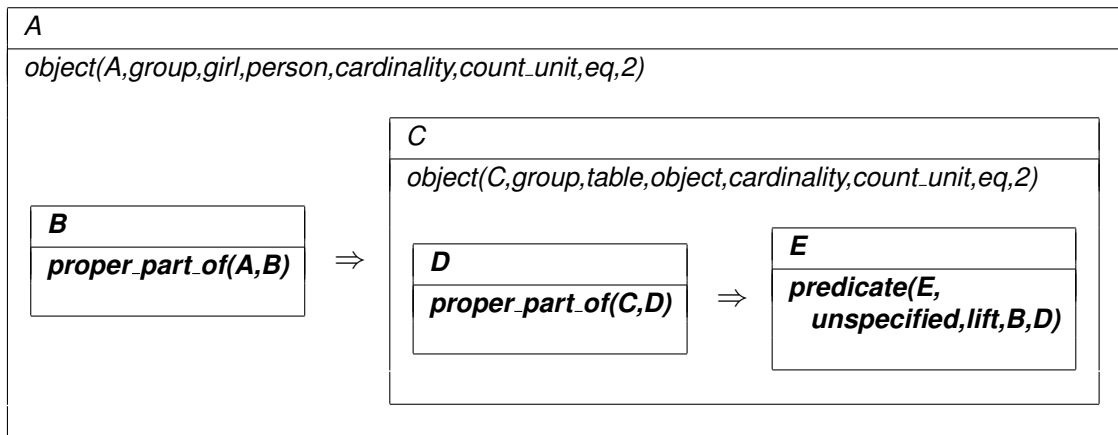 A
object(A,group,girl,person,cardinality,count_unit,eq,2)
C
object(C,group,table,object,cardinality,count_unit,eq,2)
B
proper_part_of(A,B)
⇒
D
proper_part_of(C,D)
⇒
E
predicate(E,
unspecified,lift,B,D)